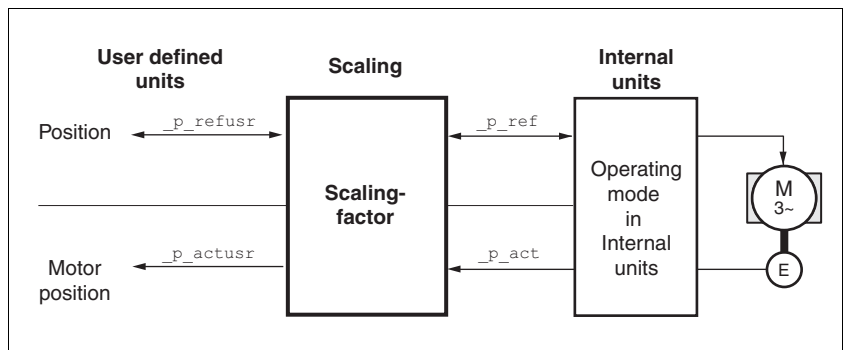 User defined
units
Scaling
Internal
units
Position
_p_refusr
_p_ref
Scaling-
factor
Operating
mode
in
Internal
units
M
3~
Motor
position
_p_actusr
_p_act
E